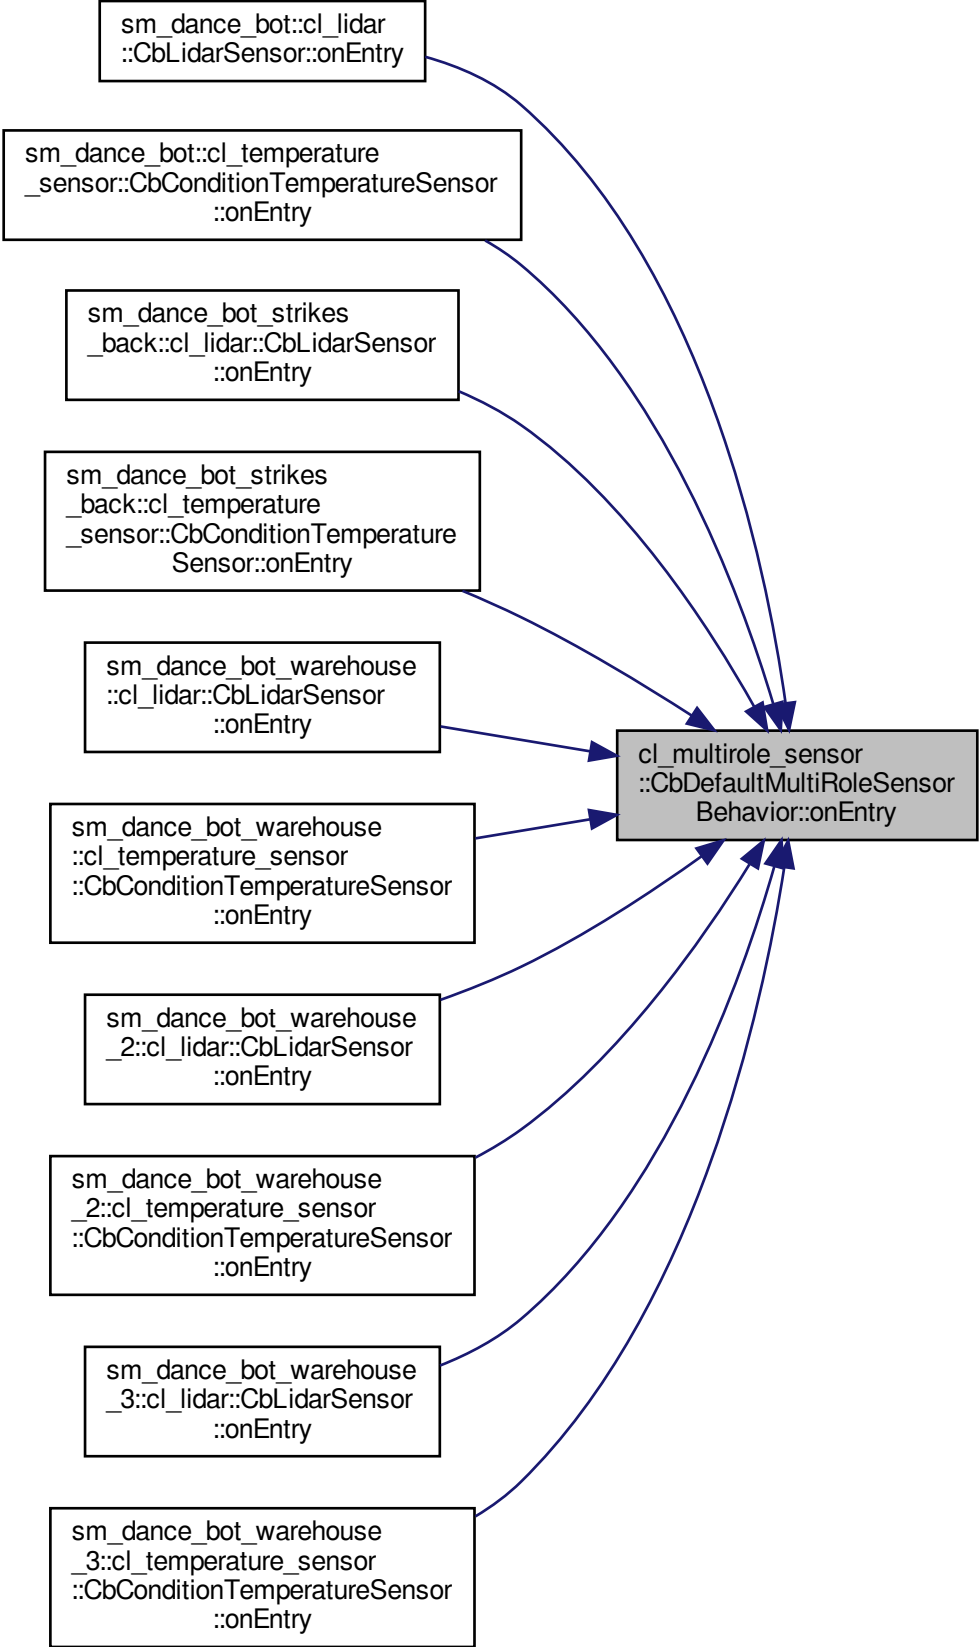 sm_dance_bot::cl_lidar
::CbLidarSensor::onEntry
sm_dance_bot::cl_temperature
_sensor::CbConditionTemperatureSensor
::onEntry
sm_dance_bot_strikes
_back::cl_lidar::CbLidarSensor
::onEntry
sm_dance_bot_strikes
_back::cl_temperature
_sensor::CbConditionTemperature
Sensor::onEntry
sm_dance_bot_warehouse
::cl_lidar::CbLidarSensor
::onEntry
cl_multirole_sensor
::CbDefaultMultiRoleSensor
Behavior::onEntry
sm_dance_bot_warehouse
::cl_temperature_sensor
::CbConditionTemperatureSensor
::onEntry
sm_dance_bot_warehouse
_2::cl_lidar::CbLidarSensor
::onEntry
sm_dance_bot_warehouse
_2::cl_temperature_sensor
::CbConditionTemperatureSensor
::onEntry
sm_dance_bot_warehouse
_3::cl_lidar::CbLidarSensor
::onEntry
sm_dance_bot_warehouse
_3::cl_temperature_sensor
::CbConditionTemperatureSensor
::onEntry